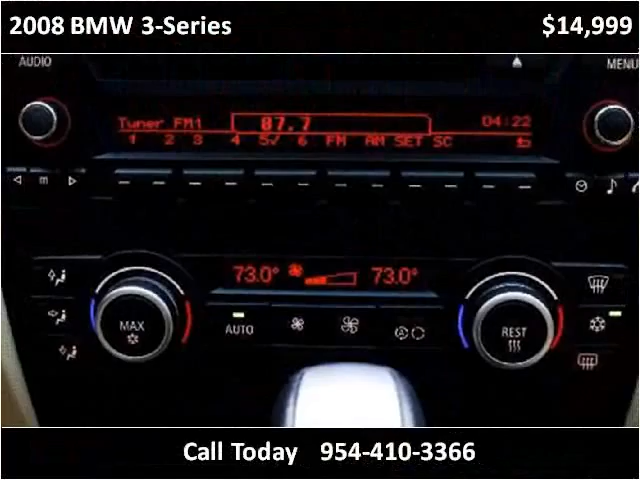 2008 BMW 3-Series $14,999
AUDIO MENU
Tuner FM1 87.7 04:22
1 2 3 4 5✓ 6 FM AM SET SC
m
73.0° 73.0°
MAX AUTO REST
Call Today 954-410-3366